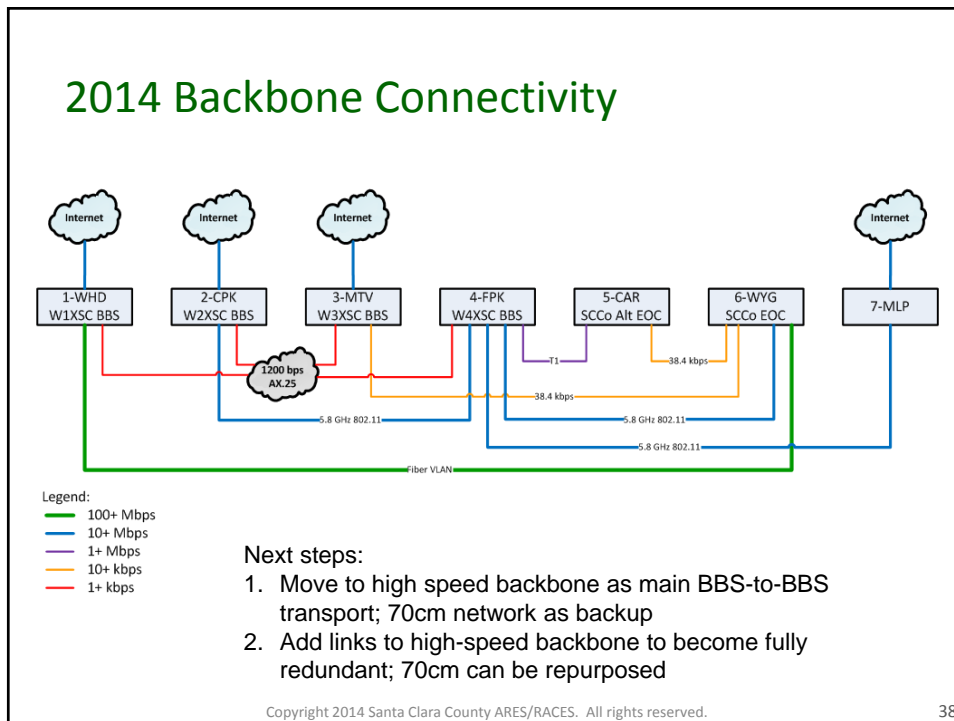 2014 Backbone Connectivity
Internet
Internet
Internet
Internet
1-WHD
W1XSC BBS
2-CPK
W2XSC BBS
3-MTV
W3XSC BBS
4-FPK
W4XSC BBS
5-CAR
SCCo Alt EOC
6-WYG
SCCo EOC
7-MLP
1200 bps
AX.25
T1
38.4 kbps
38.4 kbps
5.8 GHz 802.11
5.8 GHz 802.11
5.8 GHz 802.11
Fiber VLAN
Legend:
100+ Mbps
10+ Mbps
1+ Mbps
10+ kbps
1+ kbps
Next steps:
1. Move to high speed backbone as main BBS-to-BBS
transport; 70cm network as backup
2. Add links to high-speed backbone to become fully
redundant; 70cm can be repurposed
Copyright 2014 Santa Clara County ARES/RACES. All rights reserved.
38